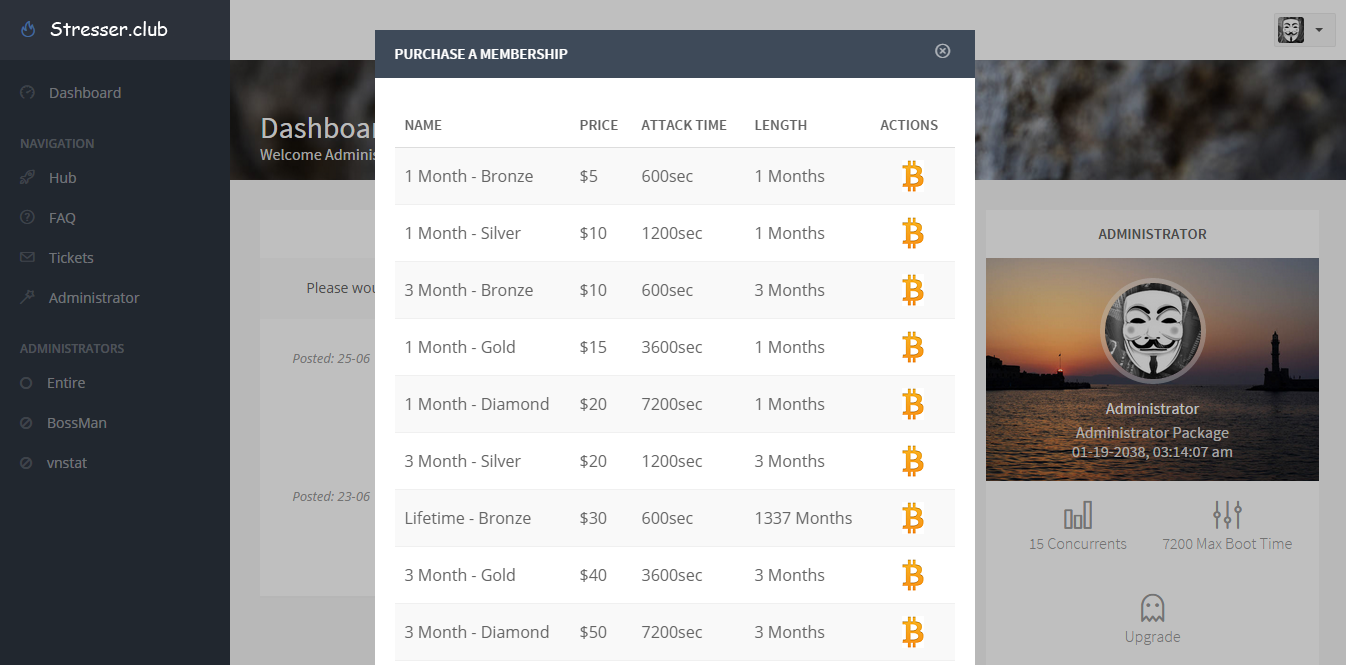 Stresser.club
Dashboard
NAVIGATION
Hub
FAQ
Tickets
Administrator
ADMINISTRATORS
Entire
BossMan
vnstat
Dashboar
Welcome Adminis
Please wou
Posted: 25-06
Posted: 23-06
PURCHASE A MEMBERSHIP
NAME PRICE ATTACK TIME LENGTH ACTIONS
1 Month - Bronze $5 600sec 1 Months
1 Month - Silver $10 1200sec 1 Months
3 Month - Bronze $10 600sec 3 Months
1 Month - Gold $15 3600sec 1 Months
1 Month - Diamond $20 7200sec 1 Months
3 Month - Silver $20 1200sec 3 Months
Lifetime - Bronze $30 600sec 1337 Months
3 Month - Gold $40 3600sec 3 Months
3 Month - Diamond $50 7200sec 3 Months
ADMINISTRATOR
Administrator
Administrator Package
01-19-2038, 03:14:07 am
15 Concurrents
7200 Max Boot Time
Upgrade